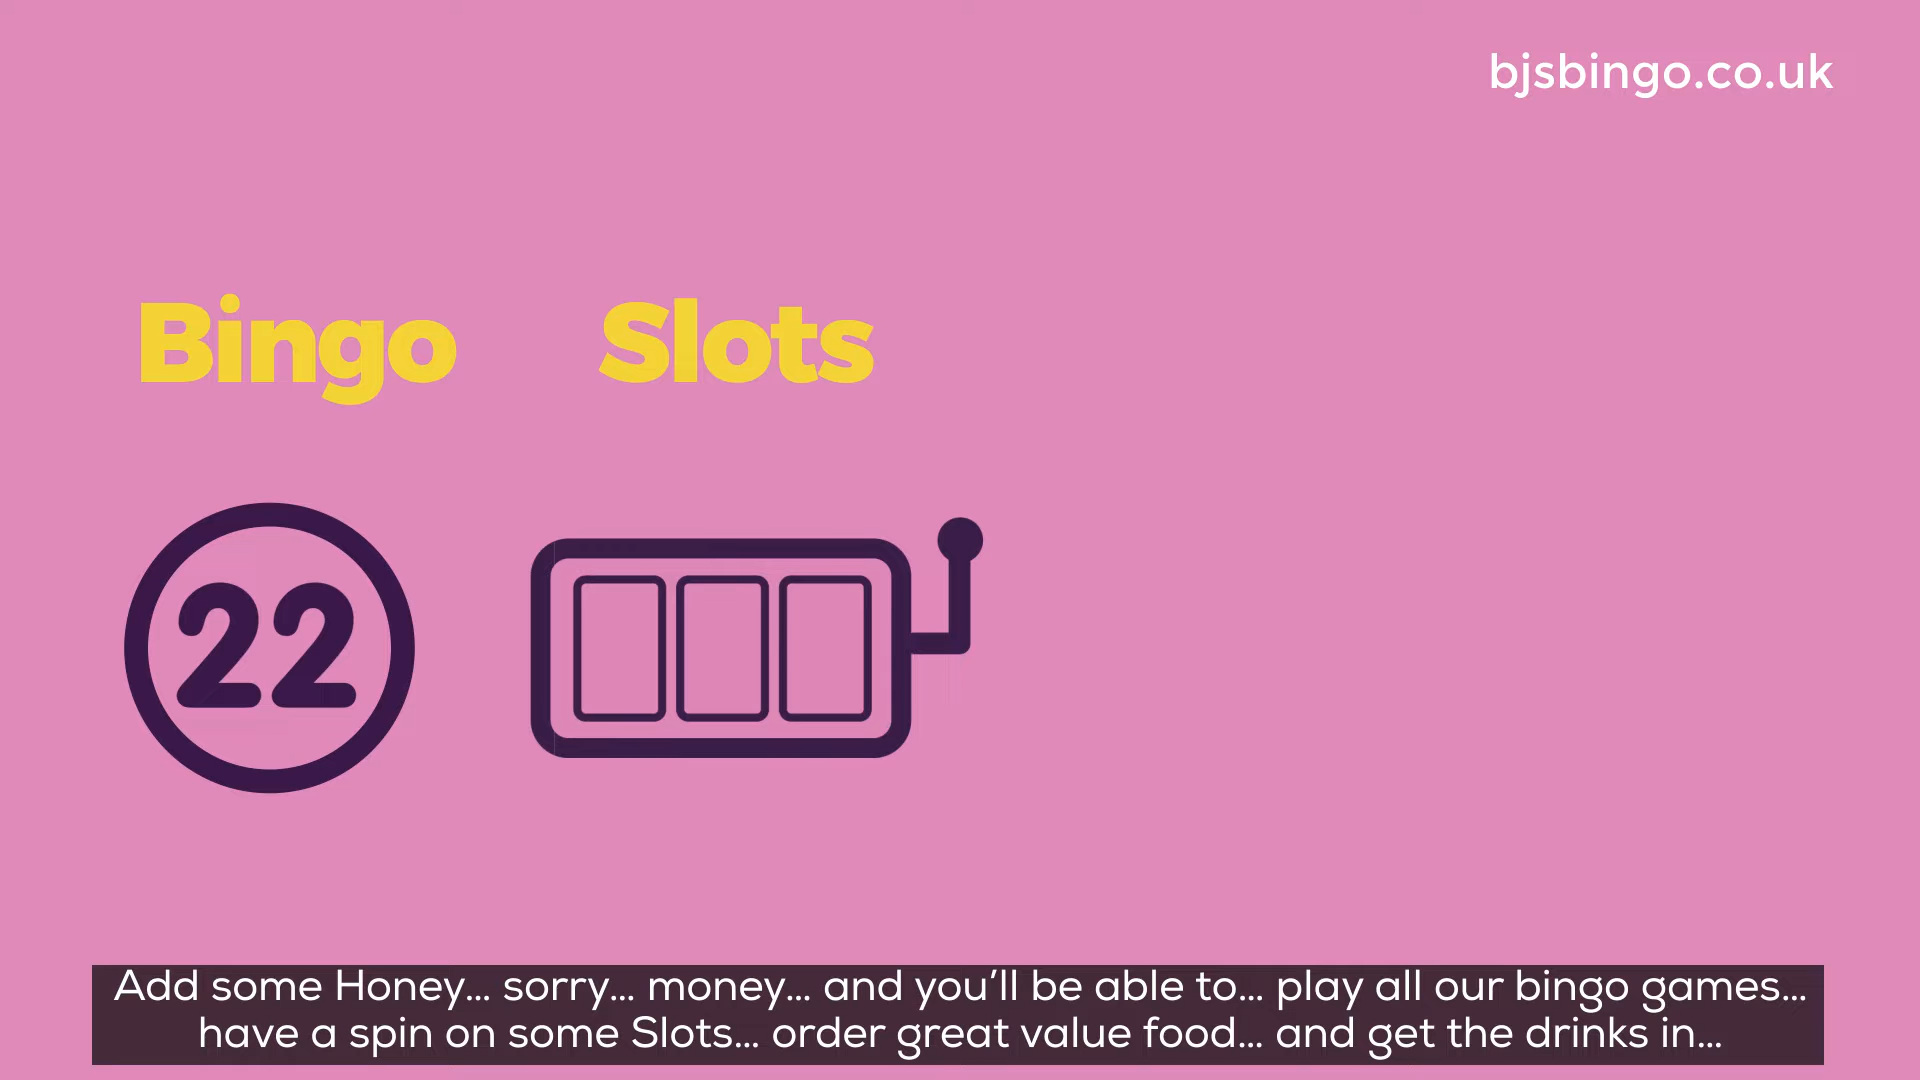 bjsbingo.co.uk
Bingo Slots
22
Add some Honey... sorry... money... and you’ll be able to... play all our bingo games...
have a spin on some Slots... order great value food... and get the drinks in...